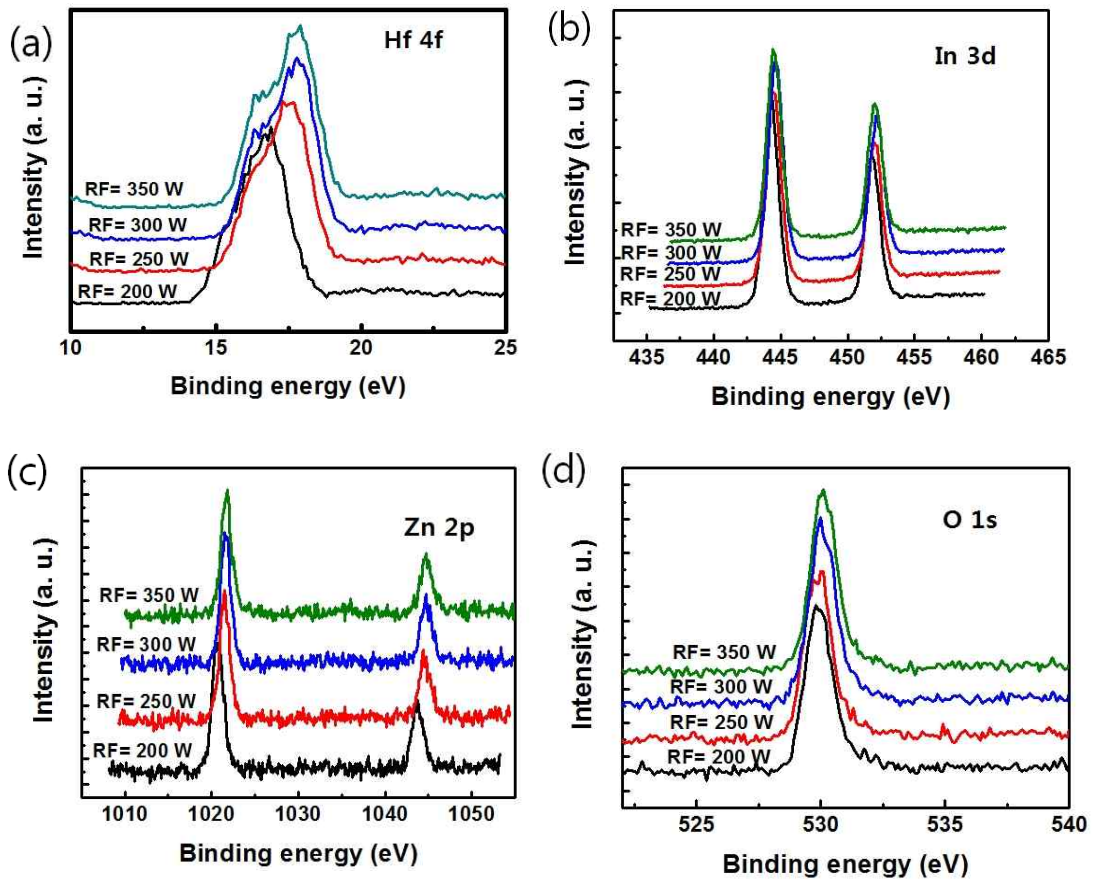 (a)
Hf 4f
Intensity (a. u.)
RF= 350 W
RF= 300 W
RF= 250 W
RF= 200 W
10 15 20 25
Binding energy (eV)
(b)
In 3d
Intensity (a. u.)
RF= 350 W
RF= 300 W
RF= 250 W
RF= 200 W
435 440 445 450 455 460 465
Binding energy (eV)
(c)
Zn 2p
Intensity (a. u.)
RF= 350 W
RF= 300 W
RF= 250 W
RF= 200 W
1010 1020 1030 1040 1050
Binding energy (eV)
(d)
O 1s
Intensity (a. u.)
RF= 350 W
RF= 300 W
RF= 250 W
RF= 200 W
525 530 535 540
Binding energy (eV)